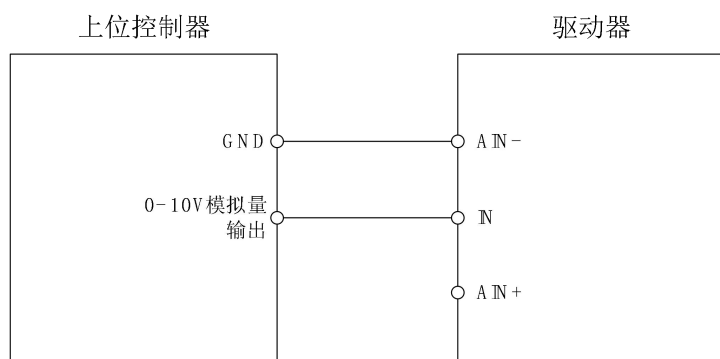 上位控制器
驱动器
GND
AIN-
0-10V模拟量
输出
IN
AIN+